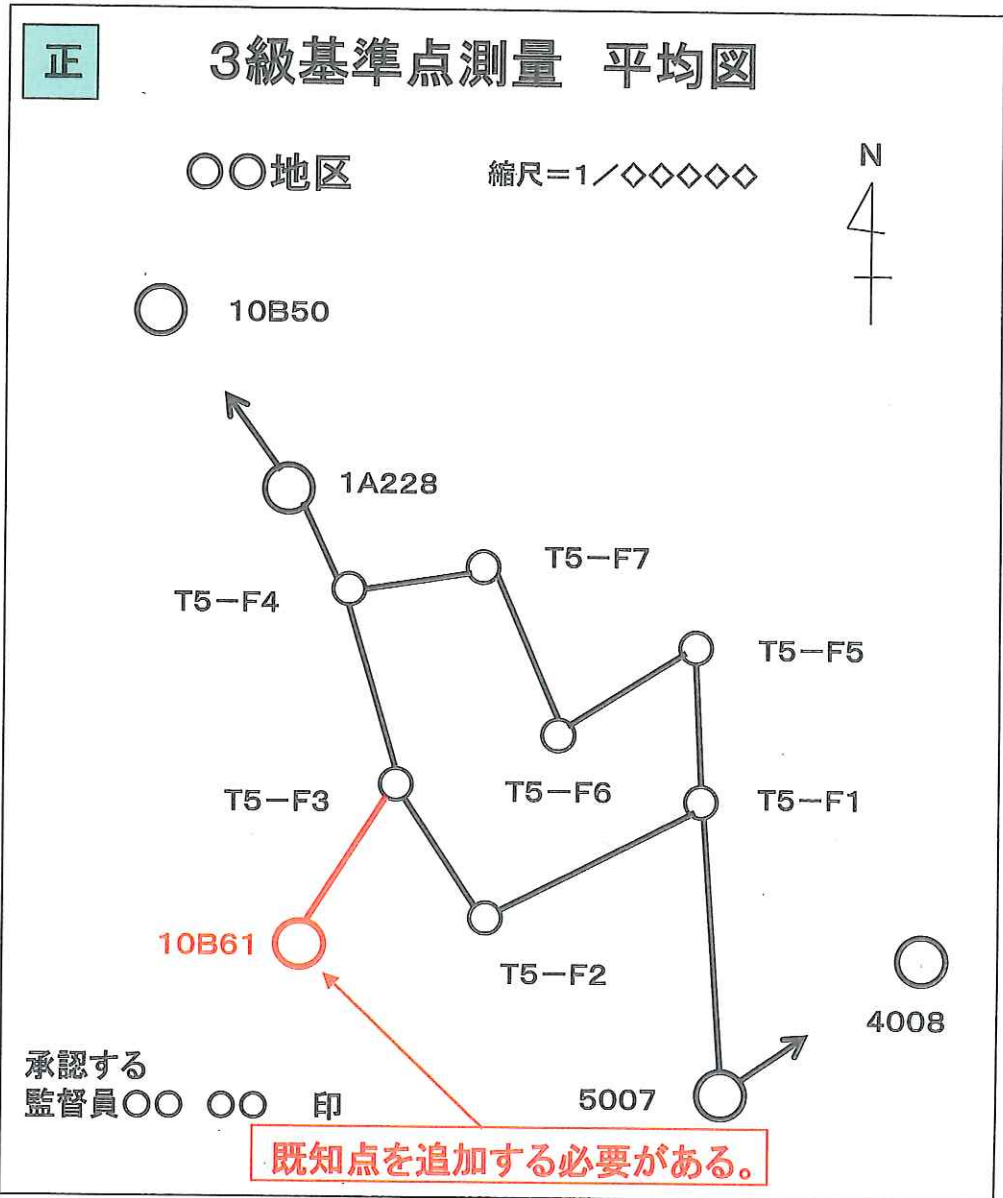 正
3級基準点測量 平均図
○○地区
縮尺=1/◇◇◇◇◇
N
10B50
1A228
T5-F7
T5-F4
T5-F5
T5-F6
T5-F3
T5-F1
10B61
T5-F2
4008
承認する
監督員○○ ○○ 印
5007
既知点を追加する必要がある。